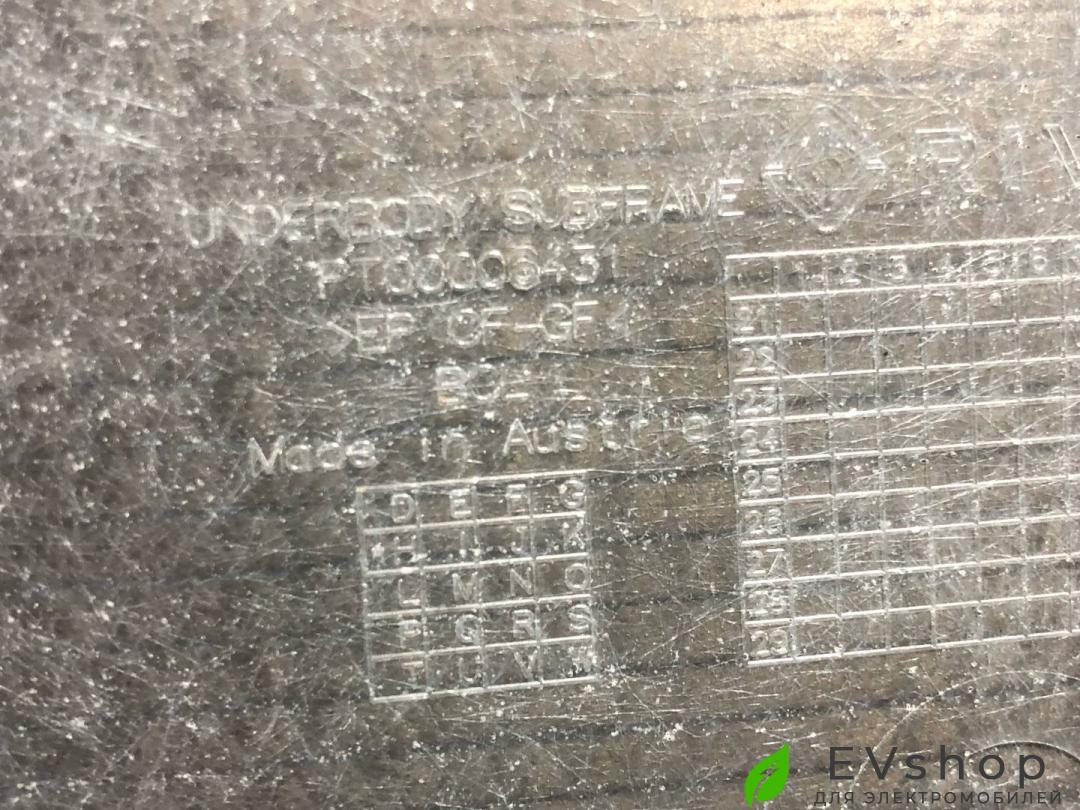 R I V
UNDERBODY SUBFRAME
PT00006431
>EP CF-GF<
Made in Austria
1 2 3 4 5 6
21
22
23
24
25
26
27
28
29
D E F G
H I J K
L M N O
P Q R S
T U V W
EVshop
ДЛЯ ЭЛЕКТРОМОБИЛЕЙ